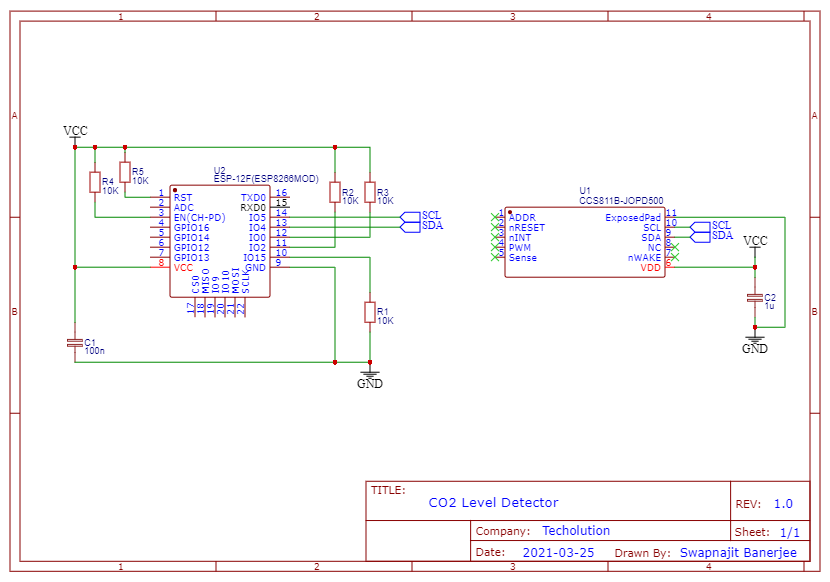 1 2 3 4
A A
B B
VCC
R4 10K
R5 10K
U2
ESP-12F(ESP8266MOD)
1 RST TXD0 16
2 ADC RXD0 15
3 EN(CH-PD) IO5 14
4 GPIO16 IO4 13
5 GPIO14 IO0 12
6 GPIO12 IO2 11
7 GPIO13 IO15 10
8 VCC GND 9
CS0 MISO IO9 IO10 MOSI SCLK
17 18 19 20 21 22
R2 10K
R3 10K
SCL
SDA
R1 10K
C1 100n
GND
U1
CCS811B-JOPD500
1 ADDR ExposedPad 11
2 nRESET SCL 10
3 nINT SDA 9
4 PWM NC 8
5 Sense nWAKE 7
VDD 6
SCL
SDA
VCC
C2 1u
GND
TITLE:
CO2 Level Detector
REV: 1.0
Company: Techolution
Sheet: 1/1
Date: 2021-03-25 Drawn By: Swapnajit Banerjee
1 2 3 4